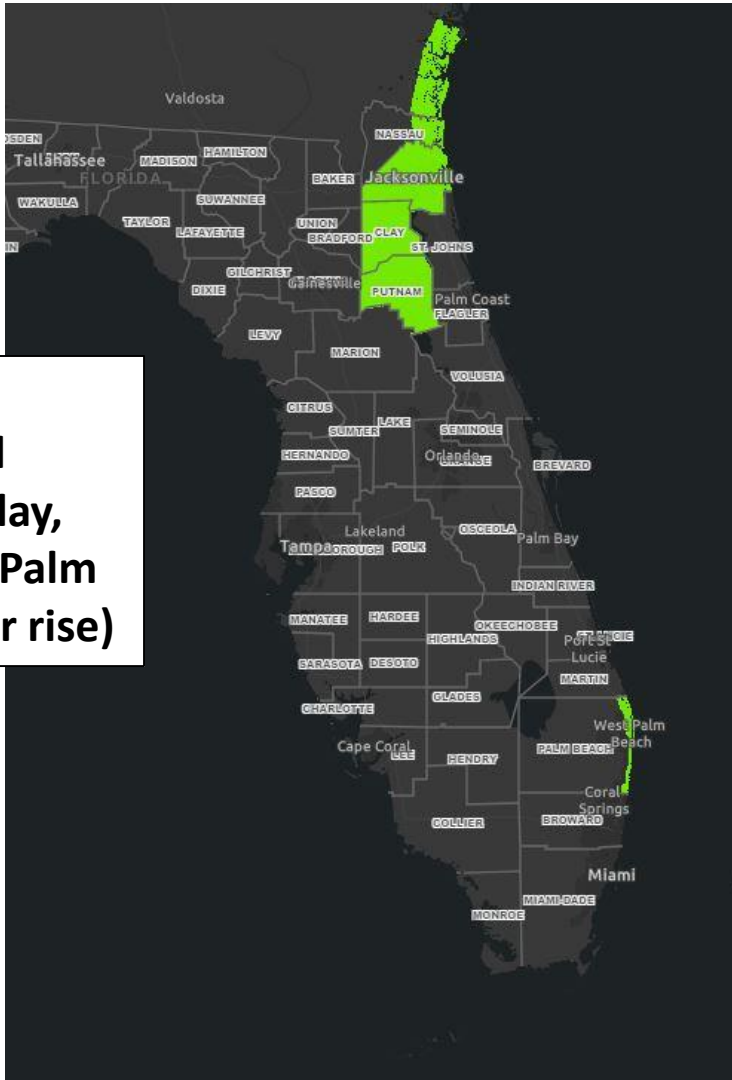 Valdosta
NASSAU
Tallahassee
MADISON
HAMILTON
FLORIDA
BAKER
Jacksonville
WAKULLA
SUWANNEE
TAYLOR
LAFAYETTE
UNION
BRADFORD
CLAY
ST. JOHNS
GILCHRIST
Gainesville
DIXIE
PUTNAM
Palm Coast
FLAGLER
LEVY
MARION
VOLUSIA
CITRUS
LAKE
SUMTER
SEMINOLE
HERNANDO
Orlando
BREVARD
PASCO
Lakeland
OSCEOLA
Palm Bay
Tampa
POLK
INDIAN RIVER
lay,
Palm
r rise)
MANATEE
HARDEE
OKEECHOBEE
HIGHLANDS
Port St
Lucie
SARASOTA
DESOTO
MARTIN
GLADES
CHARLOTTE
West Palm
Beach
Cape Coral
LEE
HENDRY
PALM BEACH
Coral
Springs
COLLIER
BROWARD
Miami
MIAMI-DADE
MONROE